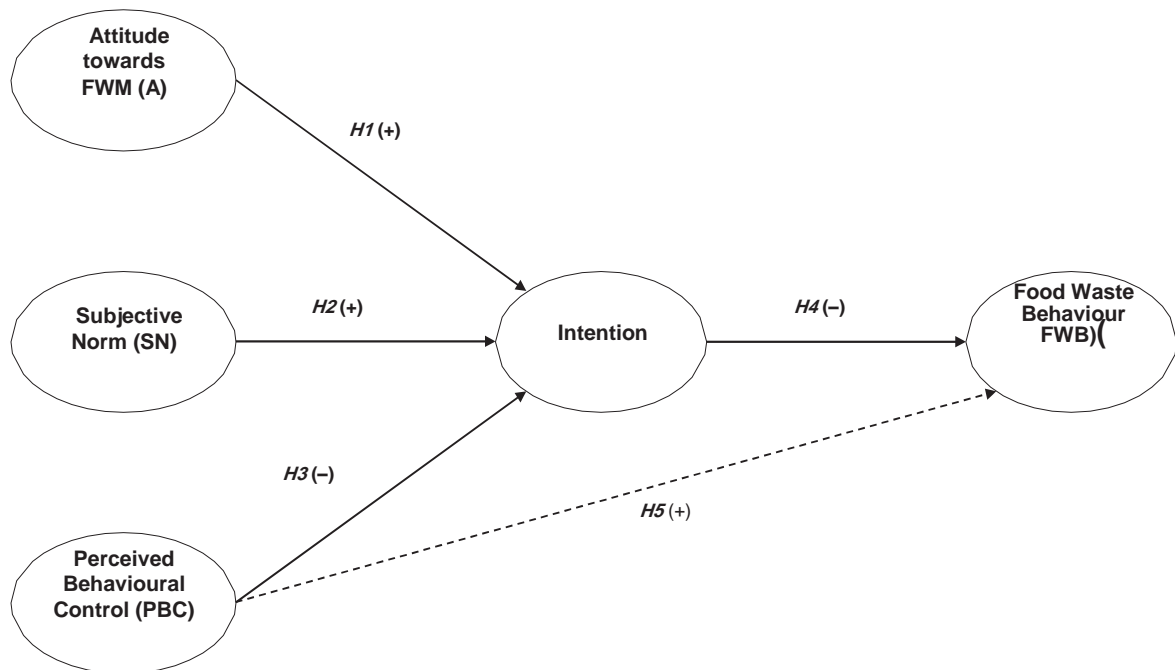 Attitude
towards
FWM (A)
H1 (+)
Subjective
Norm (SN)
H2 (+)
Intention
H4 (–)
Food Waste
Behaviour
FWB)(
H3 (–)
H5 (+)
Perceived
Behavioural
Control (PBC)